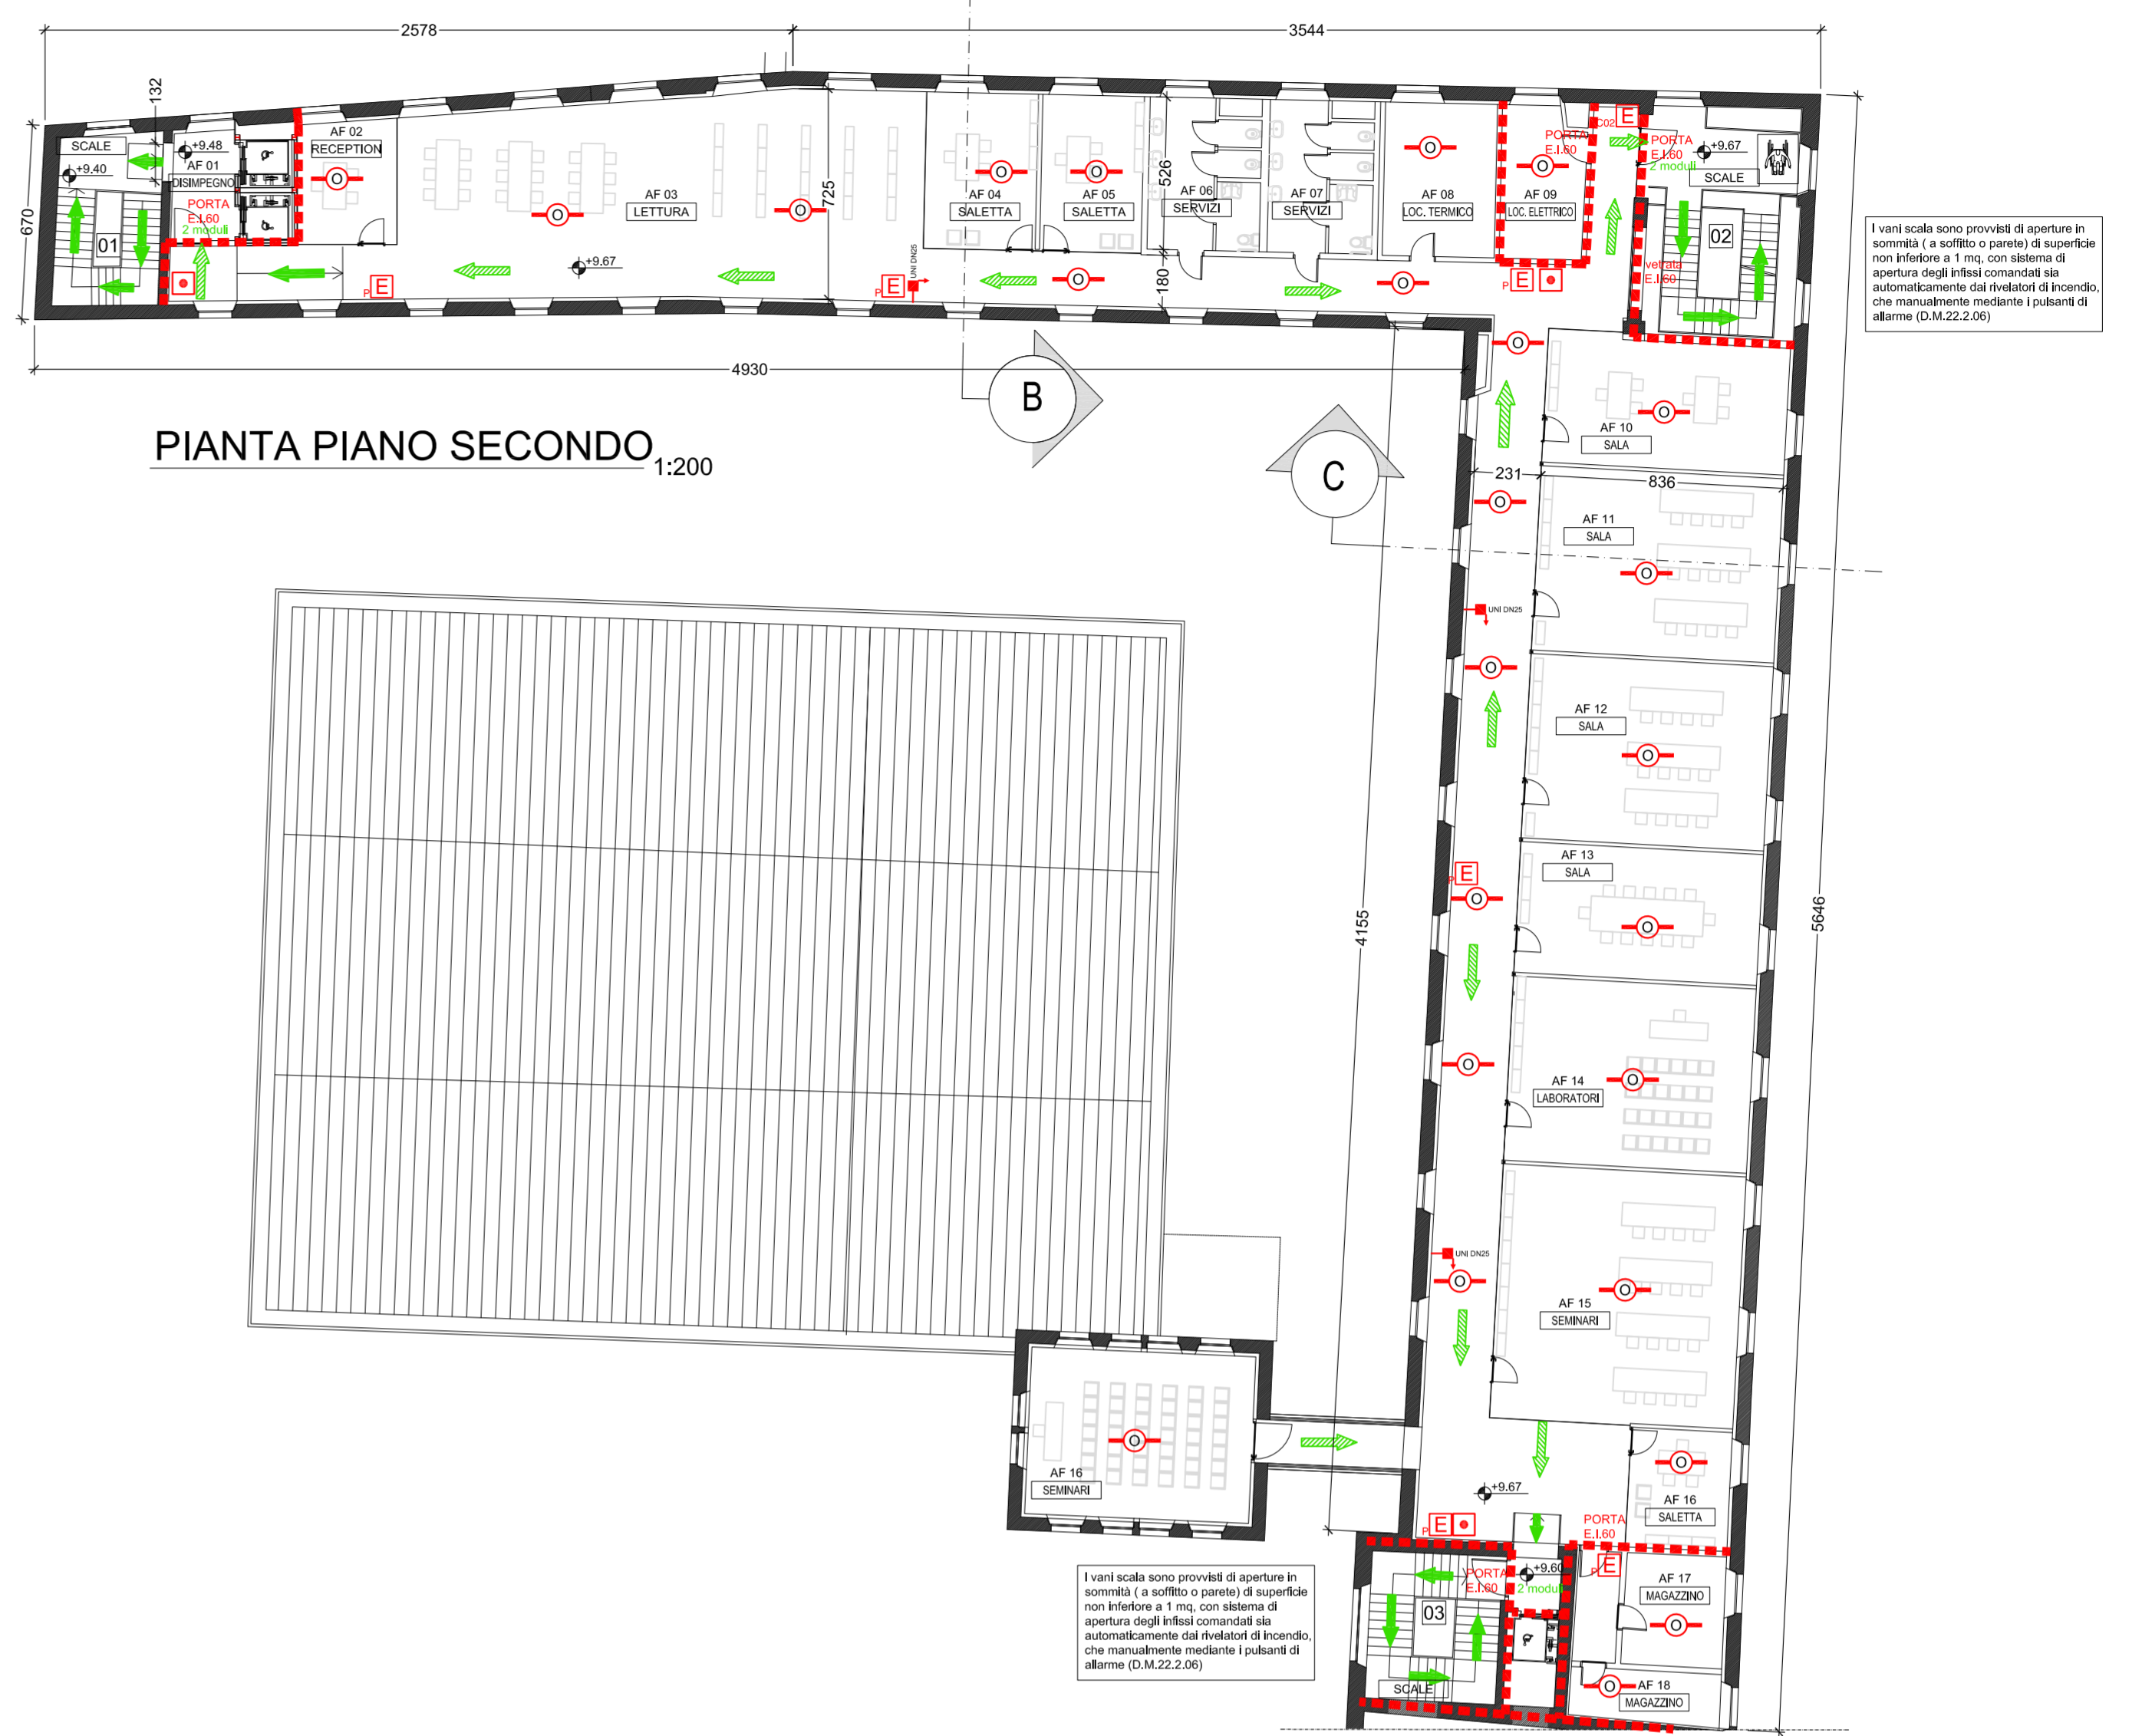 2578
3544
132
670
SCALE
+9.40
+9.48
AF 01
DISIMPEGNO
PORTA
E.I.60
2 moduli
01
AF 02
RECEPTION
O
P E
AF 03
LETTURA
O
O
+9.67
725
P E
UNI DN25
AF 04
SALETTA
O
AF 05
SALETTA
O
O
526
180
AF 06
SERVIZI
AF 07
SERVIZI
AF 08
LOC. TERMICO
O
O
AF 09
LOC. ELETTRICO
O
PORTA
E.I.60
P E
C02
E
PORTA
E.I.60
2 moduli
+9.67
SCALE
02
vetrata
E.I.60
I vani scala sono provvisti di aperture in
sommità ( a soffitto o parete) di superficie
non inferiore a 1 mq, con sistema di
apertura degli infissi comandati sia
automaticamente dai rivelatori di incendio,
che manualmente mediante i pulsanti di
allarme (D.M.22.2.06)
4930
PIANTA PIANO SECONDO 1:200
B
C
O
AF 10
SALA
O
231
836
O
AF 11
SALA
O
UNI DN25
O
AF 12
SALA
O
AF 13
SALA
O
P E
O
4155
5646
O
AF 14
LABORATORI
O
UNI DN25
O
AF 15
SEMINARI
O
AF 16
SEMINARI
O
+9.67
AF 16
SALETTA
O
P E
PORTA
E.I.60
P E
PORTA
E.I.60
+9.60
2 moduli
03
SCALE
AF 17
MAGAZZINO
O
AF 18
MAGAZZINO
O
I vani scala sono provvisti di aperture in
sommità ( a soffitto o parete) di superficie
non inferiore a 1 mq, con sistema di
apertura degli infissi comandati sia
automaticamente dai rivelatori di incendio,
che manualmente mediante i pulsanti di
allarme (D.M.22.2.06)